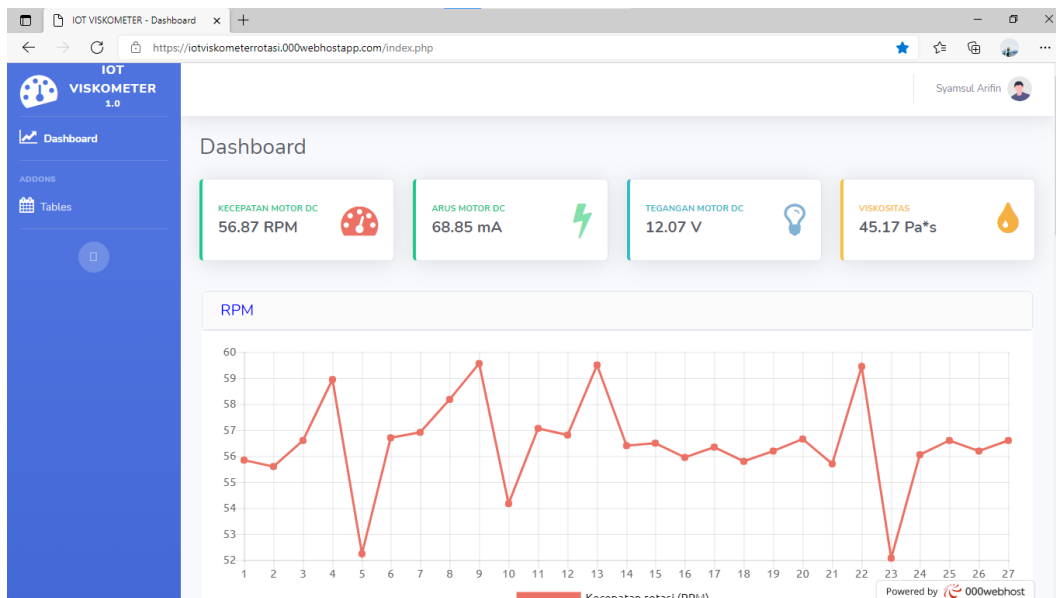 IOT VISKOMETER - Dashboard
https://iotviskometerrotasi.000webhostapp.com/index.php
IOT
VISKOMETER
1.0
Syamsul Arifin
Dashboard
ADDONS
Tables
Dashboard
KECEPATAN MOTOR DC
56.87 RPM
ARUS MOTOR DC
68.85 mA
TEGANGAN MOTOR DC
12.07 V
VISKOSITAS
45.17 Pa*s
RPM
60
59
58
57
56
55
54
53
52
1 2 3 4 5 6 7 8 9 10 11 12 13 14 15 16 17 18 19 20 21 22 23 24 25 26 27
Kecepatan rotasi (RPM)
Powered by 000webhost